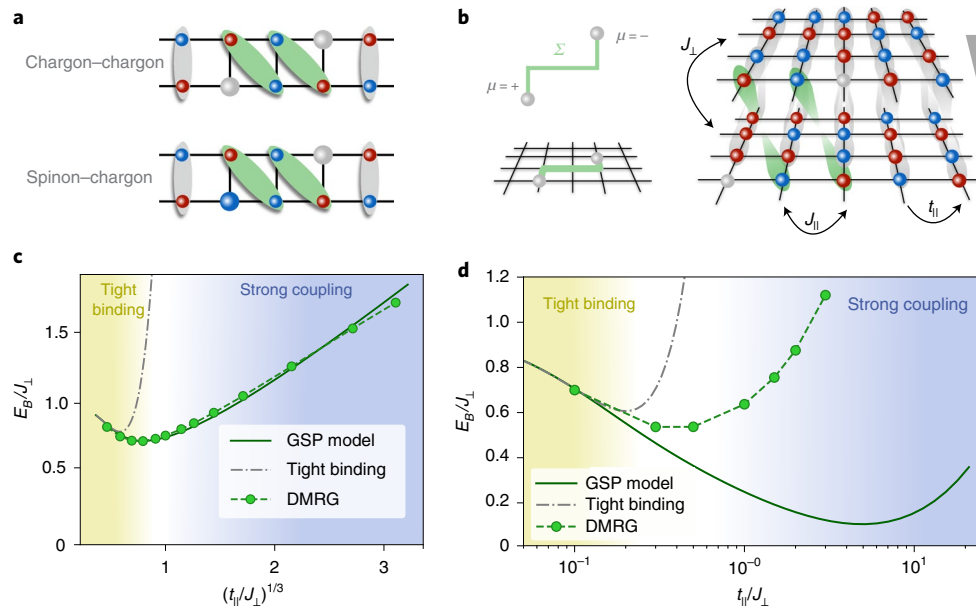 a
Chargon–chargon
Spinon–chargon
b
Σ
μ = −
μ = +
J⊥
J||
t||
c
Tight
binding
Strong coupling
1.5
1.0
0.5
0
E_B/J⊥
GSP model
Tight binding
DMRG
1
2
3
(t||/J⊥)^1/3
d
Tight binding
Strong coupling
1.2
1.0
0.8
0.6
0.4
0.2
0
E_B/J⊥
GSP model
Tight binding
DMRG
10^−1
10^−0
10^1
t||/J⊥